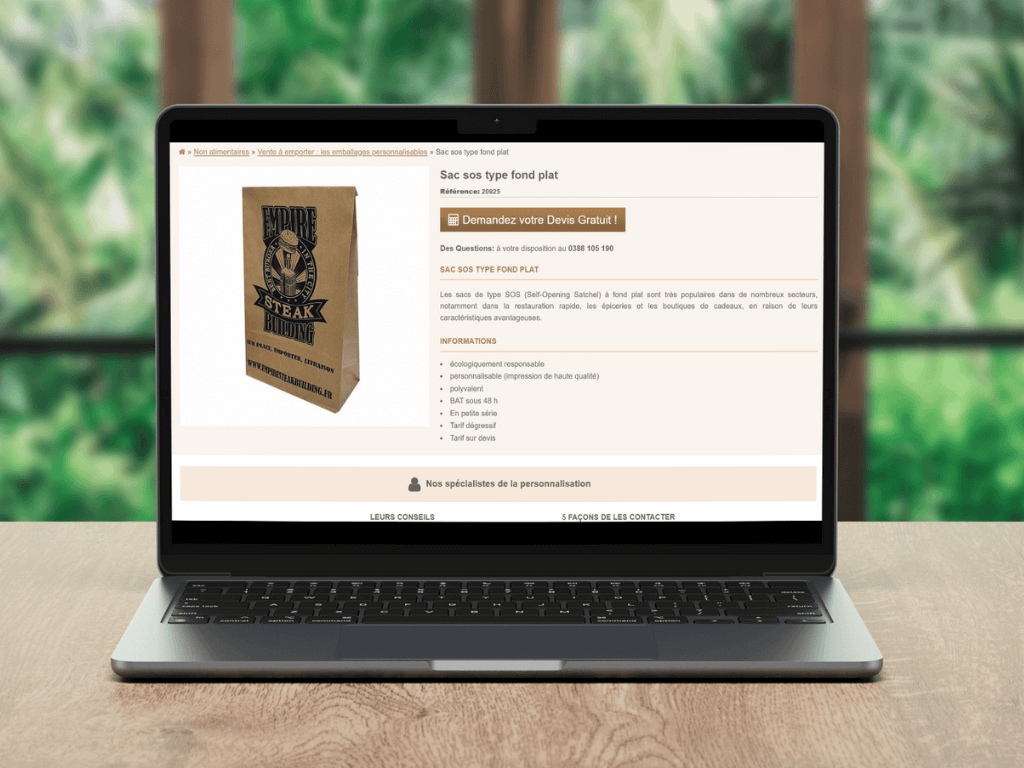 » Non alimentaires » Vente à emporter : les emballages personnalisables » Sac sos type fond plat
Sac sos type fond plat
Référence: 20925
Demandez votre Devis Gratuit !
Des Questions: à votre disposition au 0388 105 190
SAC SOS TYPE FOND PLAT
Les sacs de type SOS (Self-Opening Satchel) à fond plat sont très populaires dans de nombreux secteurs,
notamment dans la restauration rapide, les épiceries et les boutiques de cadeaux, en raison de leurs
caractéristiques avantageuses.
INFORMATIONS
• écologiquement responsable
• personnalisable (impression de haute qualité)
• polyvalent
• BAT sous 48 h
• En petite série
• Tarif dégressif
• Tarif sur devis
EMPIRE
BURGER IN THE
STEAK
BUILDING
SUR PLACE, EMPORTER, LIVRAISON
WWW.EMPIRESTEAKBUILDING.FR
Nos spécialistes de la personnalisation
LEURS CONSEILS
5 FAÇONS DE LES CONTACTER